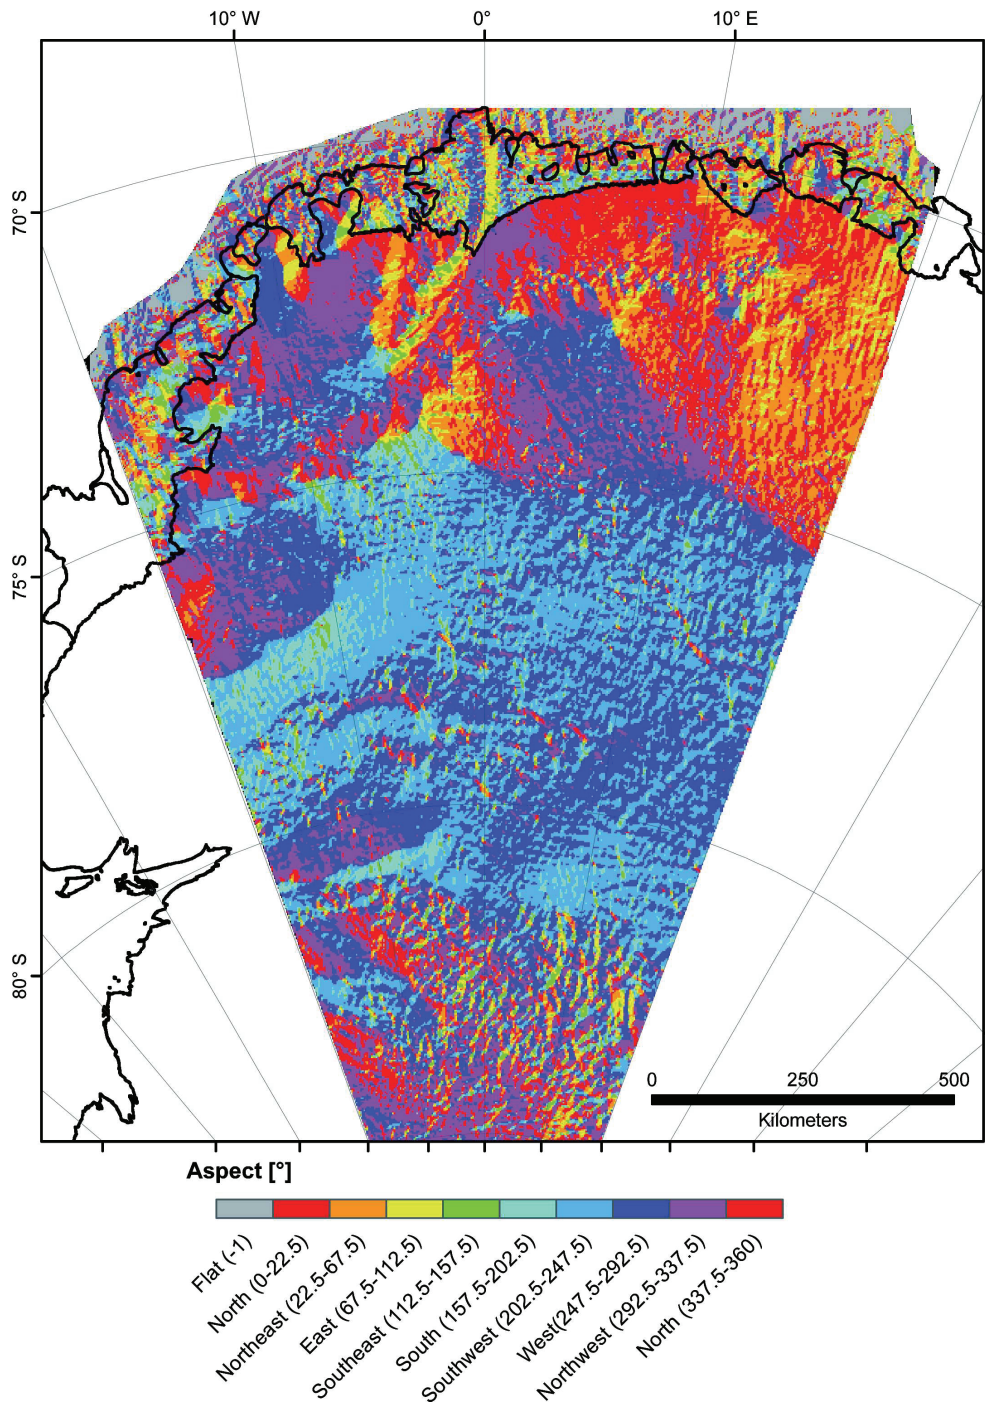 10° W
0°
10° E
70° S
75° S
80° S
0
250
500
Kilometers
Aspect [°]
Flat (-1)
North (0-22.5)
Northeast (22.5-67.5)
East (67.5-112.5)
Southeast (112.5-157.5)
South (157.5-202.5)
Southwest (202.5-247.5)
West(247.5-292.5)
Northwest (292.5-337.5)
North (337.5-360)